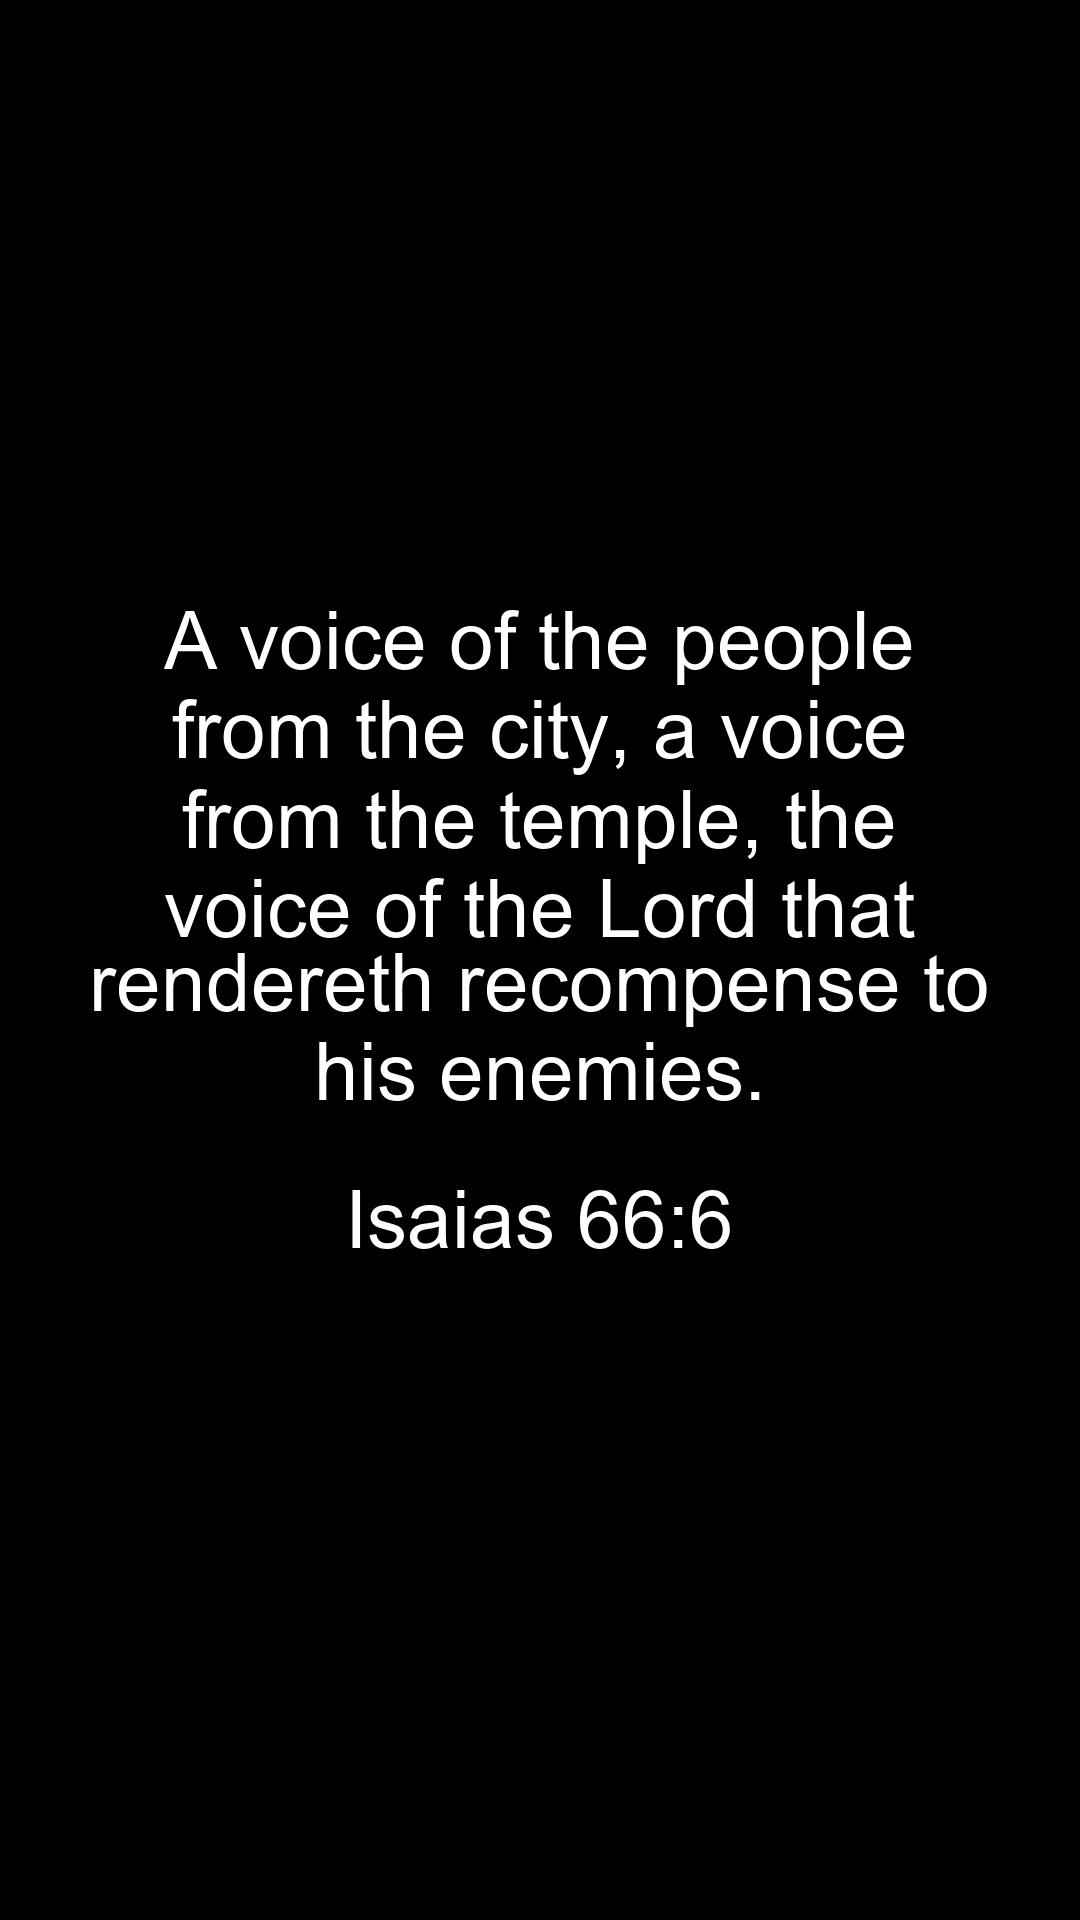 A voice of the people
from the city, a voice
from the temple, the
voice of the Lord that
rendereth recompense to
his enemies.
Isaias 66:6